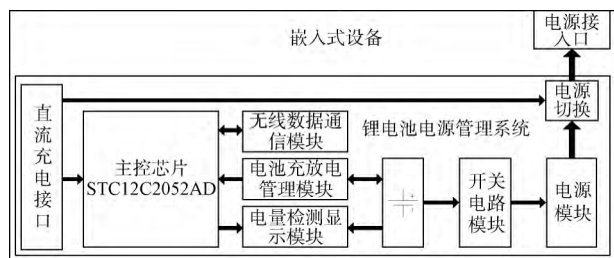 嵌入式设备
电源接
入口
直流充电接口
主控芯片
STC12C2052AD
无线数据通
信模块
锂电池电源管理系统
电源
切换
电池充放电
管理模块
电量检测显
示模块
开关
电路
模块
电源
模块